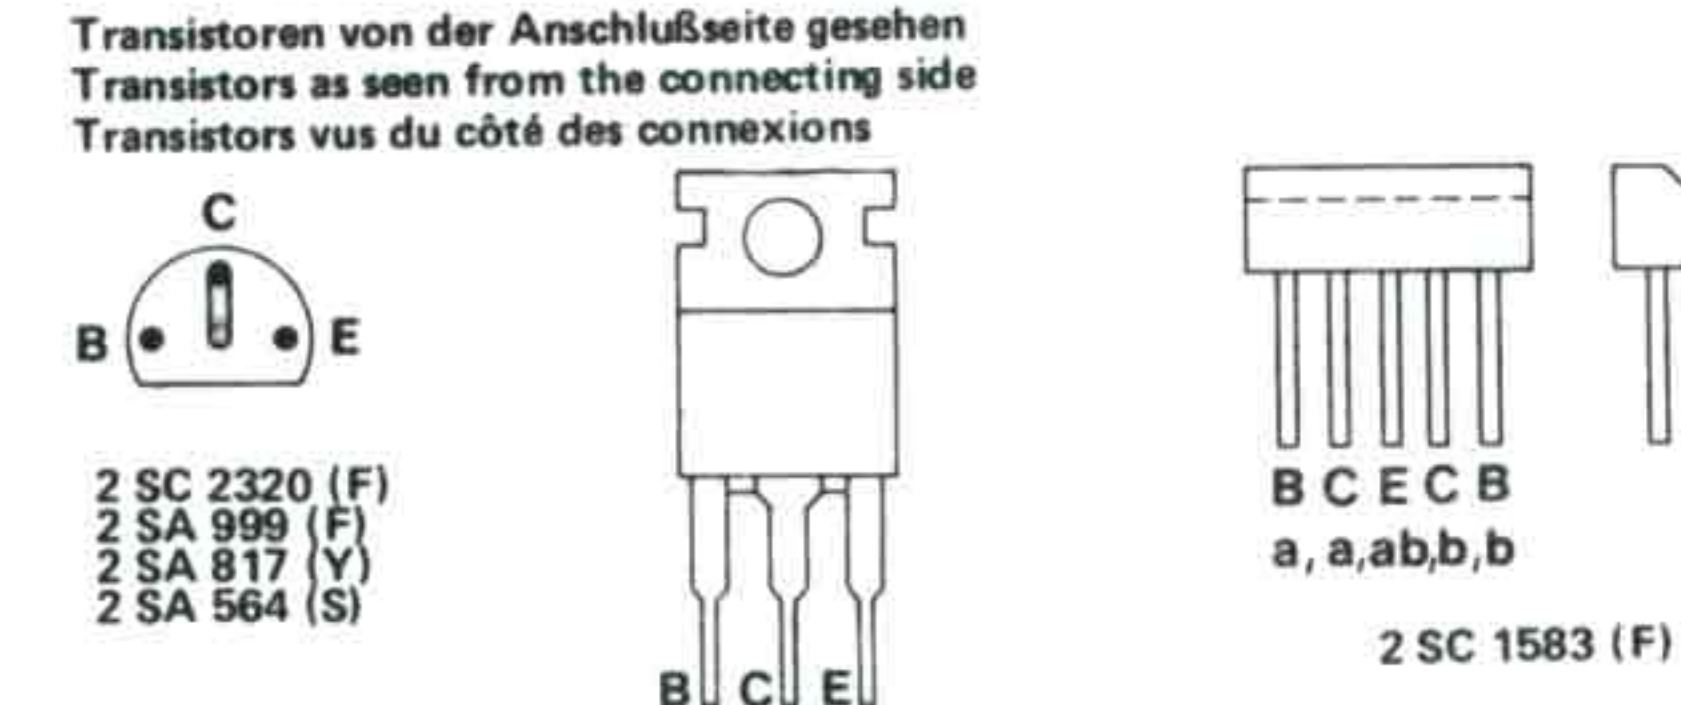 Transistoren von der Anschlußseite gesehen
Transistors as seen from the connecting side
Transistors vus du côté des connexions
C
B E
2 SC 2320 (F)
2 SA 999 (F)
2 SA 817 (Y)
2 SA 564 (S)
B C E
B C E C B
a, a,ab,b,b
2 SC 1583 (F)